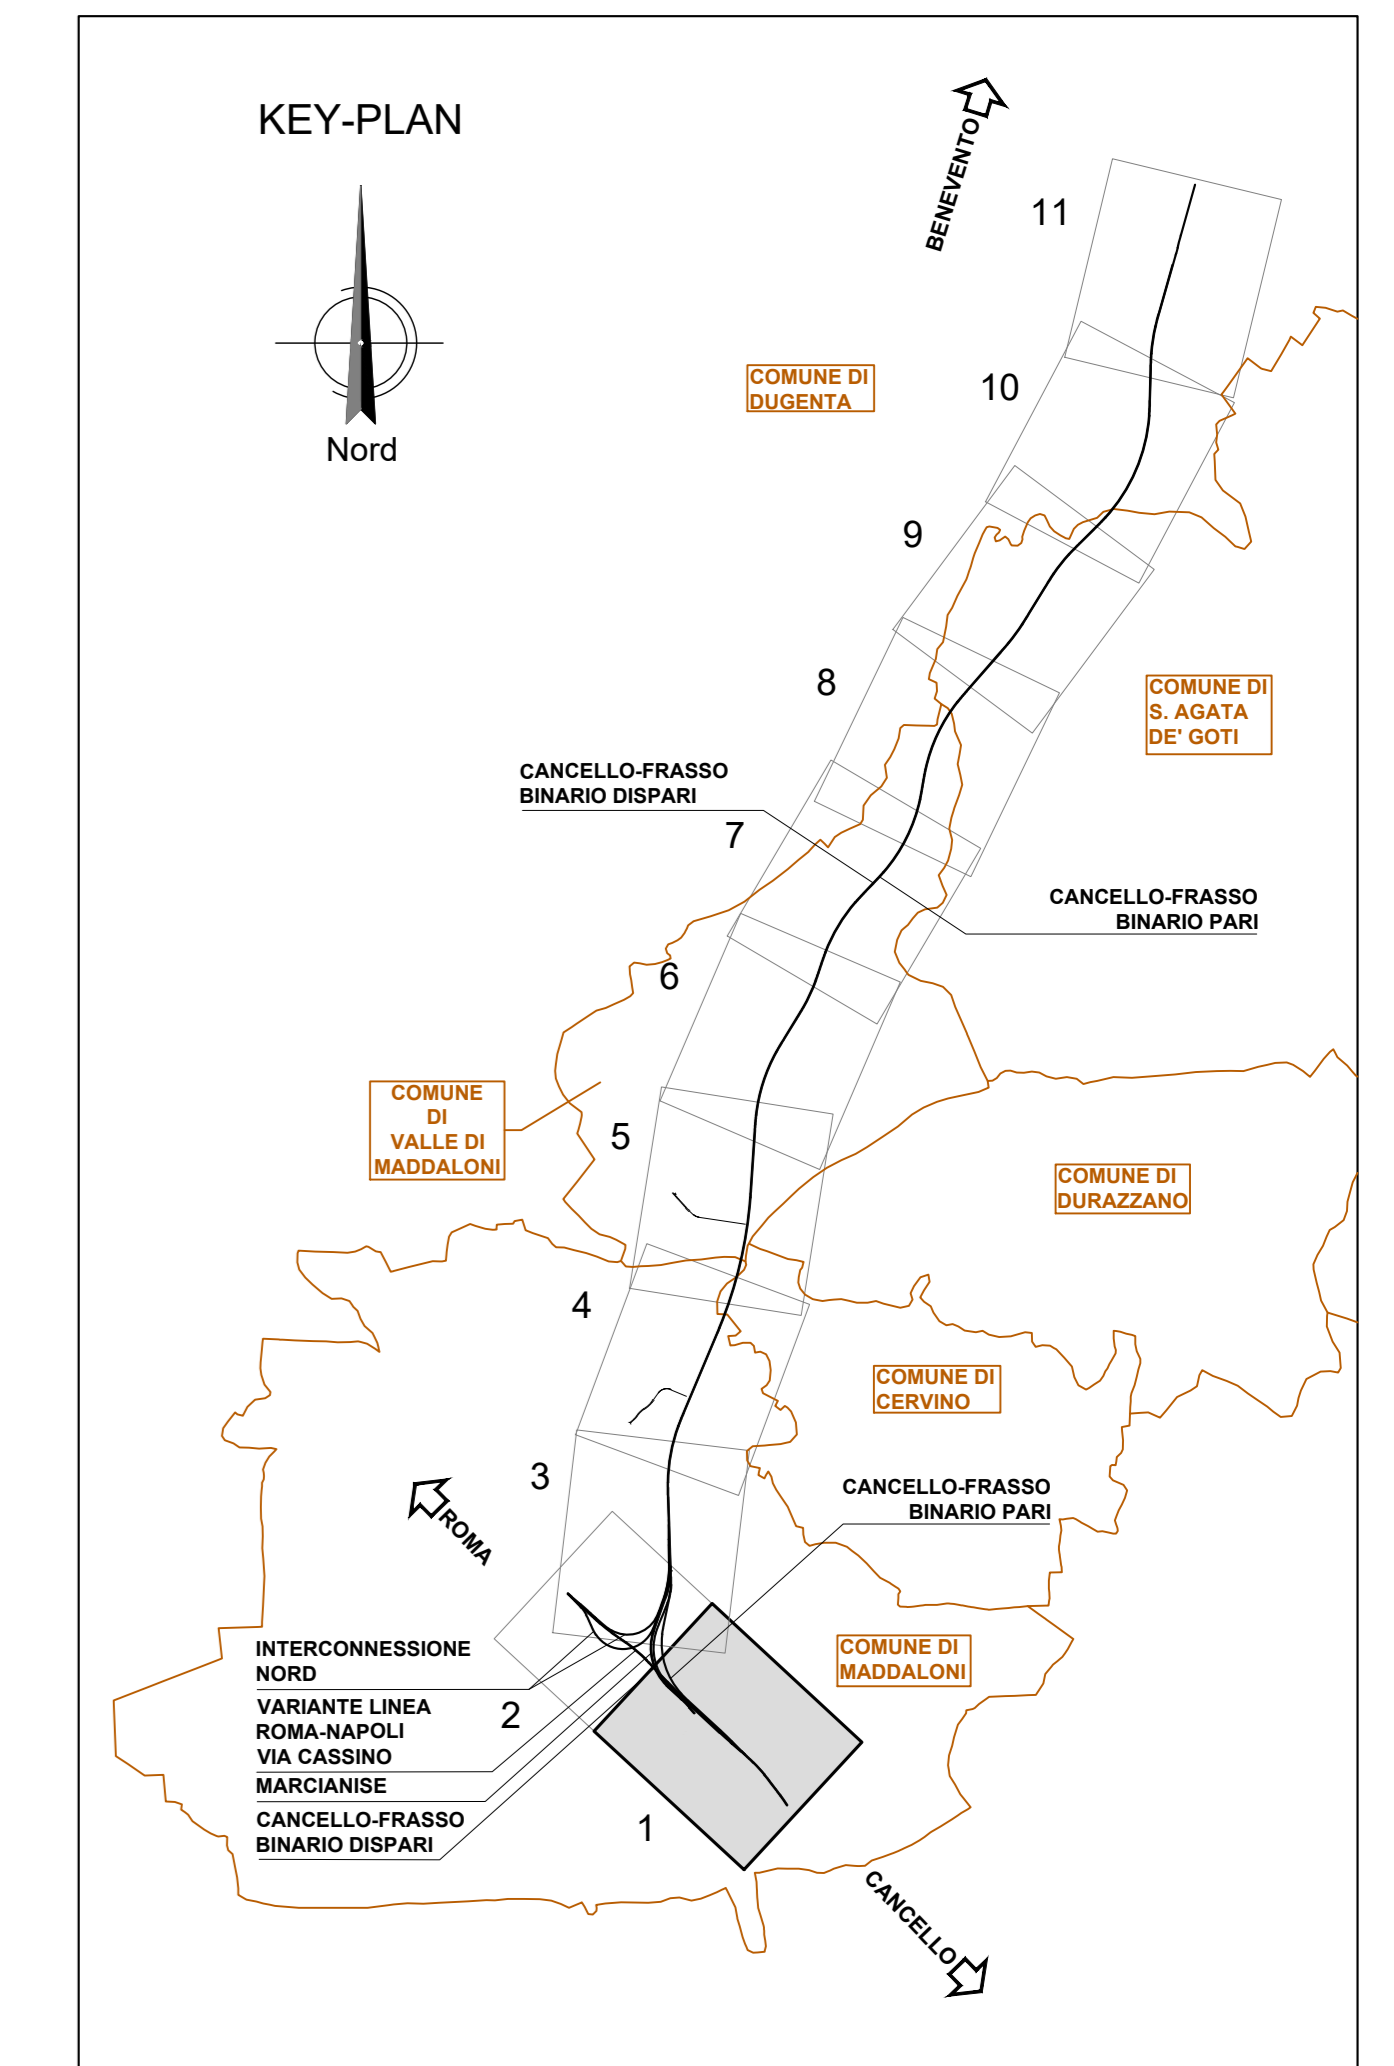 KEY-PLAN
Nord
BENEVENTO
11
10
COMUNE DI
DUGENTA
9
8
COMUNE DI
S. AGATA
DE' GOTI
CANCELLO-FRASSO
BINARIO DISPARI
7
CANCELLO-FRASSO
BINARIO PARI
6
COMUNE
DI
VALLE DI
MADDALONI
5
COMUNE DI
DURAZZANO
4
COMUNE DI
CERVINO
3
CANCELLO-FRASSO
BINARIO PARI
ROMA
INTERCONNESSIONE
NORD
COMUNE DI
MADDALONI
VARIANTE LINEA
ROMA-NAPOLI
VIA CASSINO
2
MARCIANISE
CANCELLO-FRASSO
BINARIO DISPARI
1
CANCELLO